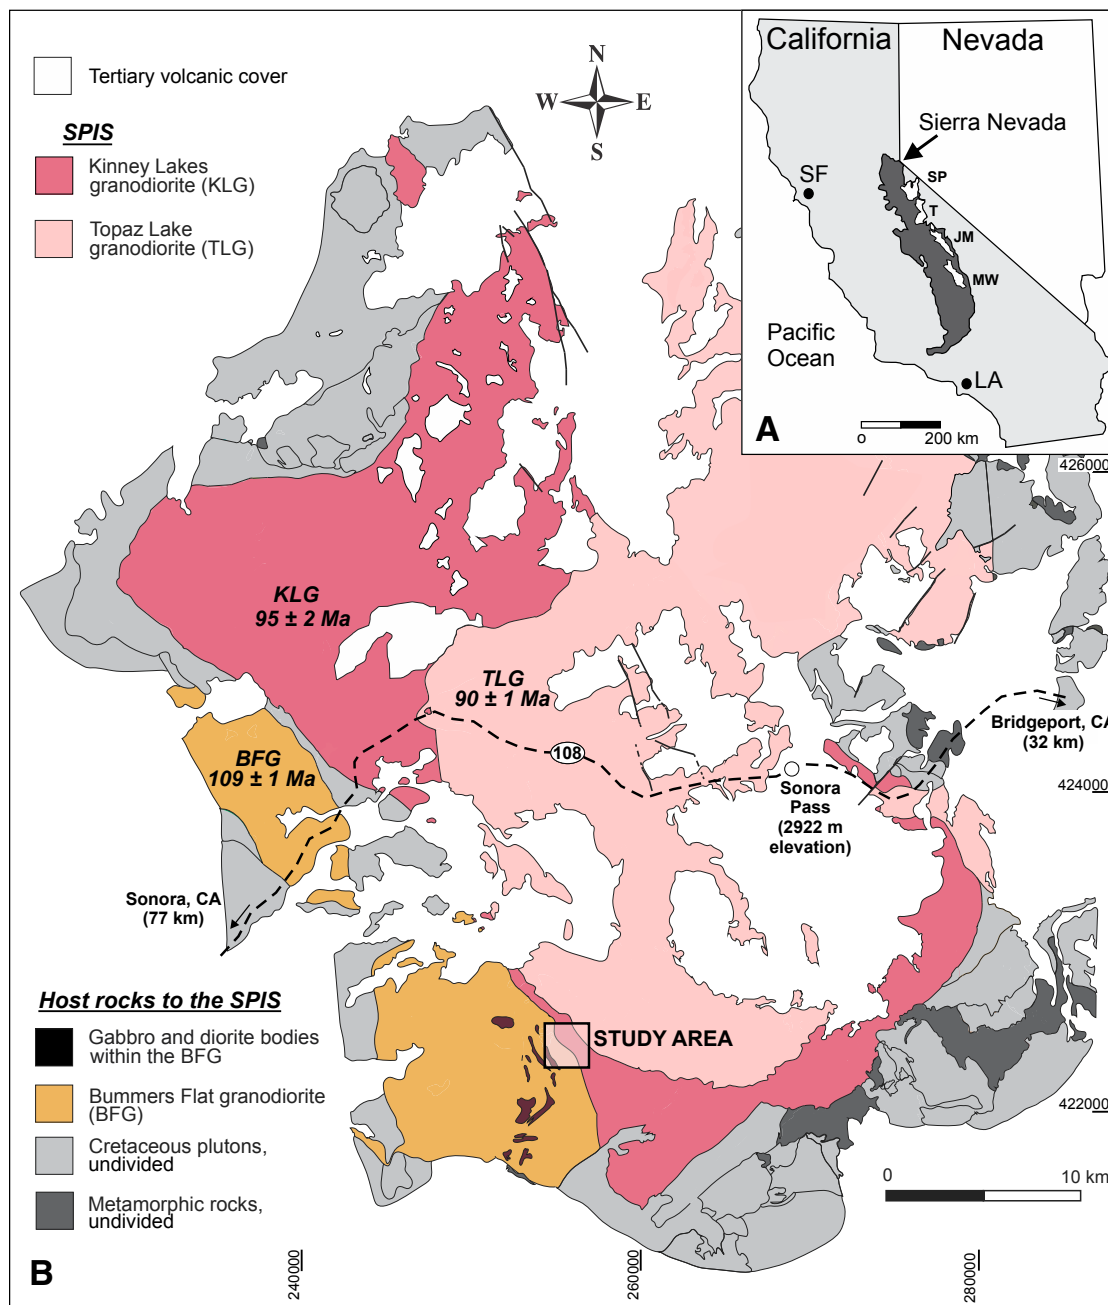 Tertiary volcanic cover
SPIS
Kinney Lakes
granodiorite (KLG)
Topaz Lake
granodiorite (TLG)
N
W
E
S
California
Nevada
Sierra Nevada
SF
SP
T
JM
MW
Pacific
Ocean
LA
A
0
200 km
426000
KLG
95 ± 2 Ma
TLG
90 ± 1 Ma
BFG
109 ± 1 Ma
108
Bridgeport, CA
(32 km)
Sonora
Pass
(2922 m
elevation)
424000
Sonora, CA
(77 km)
Host rocks to the SPIS
Gabbro and diorite bodies
within the BFG
Bummers Flat granodiorite
(BFG)
Cretaceous plutons,
undivided
Metamorphic rocks,
undivided
STUDY AREA
422000
0
10 km
B
240000
260000
280000